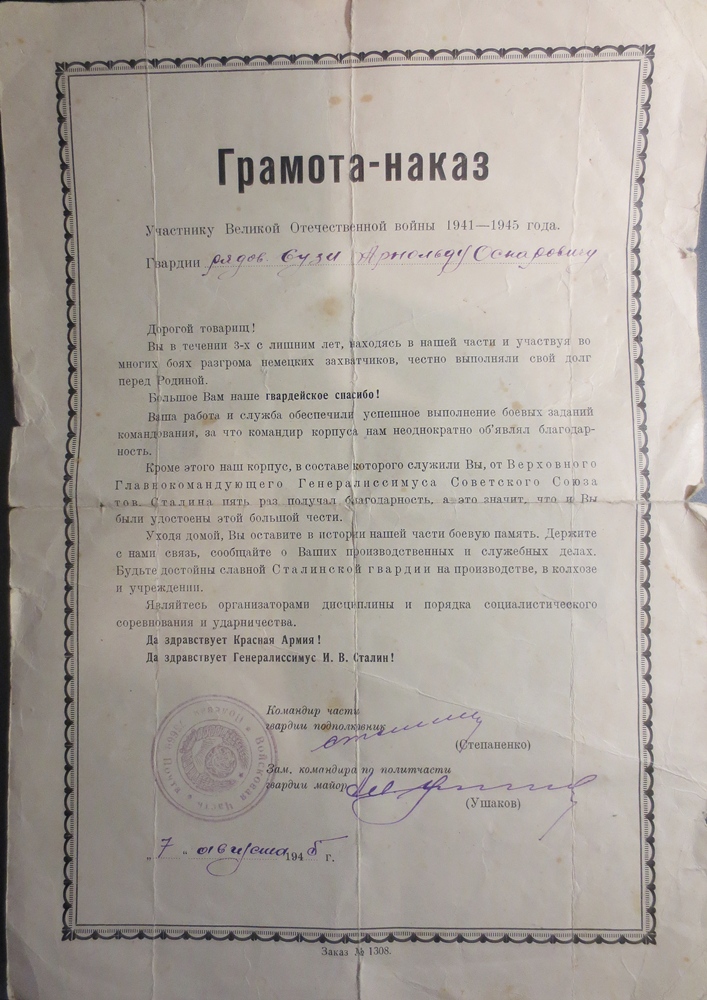 Грамота-наказ
Участнику Великой Отечественной войны 1941—1945 года.
Гвардии рядов. Сузи Арнольду Оскаровичу
Дорогой товарищ!
Вы в течении 3-х с лишним лет, находясь в нашей части и участвуя во
многих боях разгрома немецких захватчиков, честно выполняли свой долг
перед Родиной.
Большое Вам наше гвардейское спасибо!
Ваша работа и служба обеспечили успешное выполнение боевых заданий
командования, за что командир корпуса нам неоднократно об'являл благодар-
ность.
Кроме этого наш корпус, в составе которого служили Вы, от Верховного
Главнокомандующего Генералиссимуса Советского Союза
тов. Сталина пять раз получал благодарность, а это значит, что и Вы
были удостоены этой большой чести.
Уходя домой, Вы оставите в истории нашей части боевую память. Держите
с нами связь, сообщайте о Ваших производственных и служебных делах.
Будьте достойны славной Сталинской гвардии на производстве, в колхозе
и учреждении.
Являйтесь организаторами дисциплины и порядка социалистического
соревнования и ударничества.
Да здравствует Красная Армия!
Да здравствует Генералиссимус И. В. Сталин!
Командир части
гвардии подполковник
(Степаненко)
Зам, командира по политчасти
гвардии майор
(Ушаков)
Войсковая Часть
„7„ августа 1945 г.
Заказ № 1308.